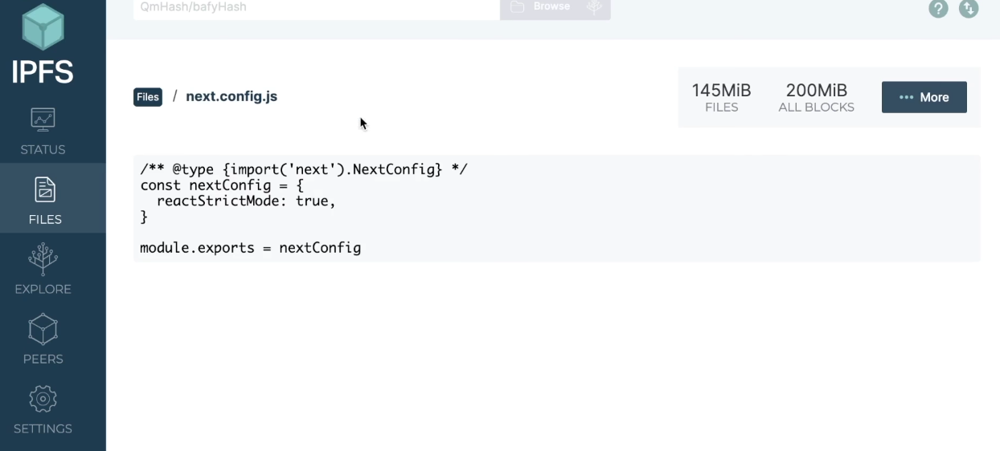 QmHash/bafyHash
Browse
IPFS
STATUS
FILES
EXPLORE
PEERS
SETTINGS
Files / next.config.js
145MiB
FILES
200MiB
ALL BLOCKS
••• More
/** @type {import('next').NextConfig} */
const nextConfig = {
  reactStrictMode: true,
}
module.exports = nextConfig